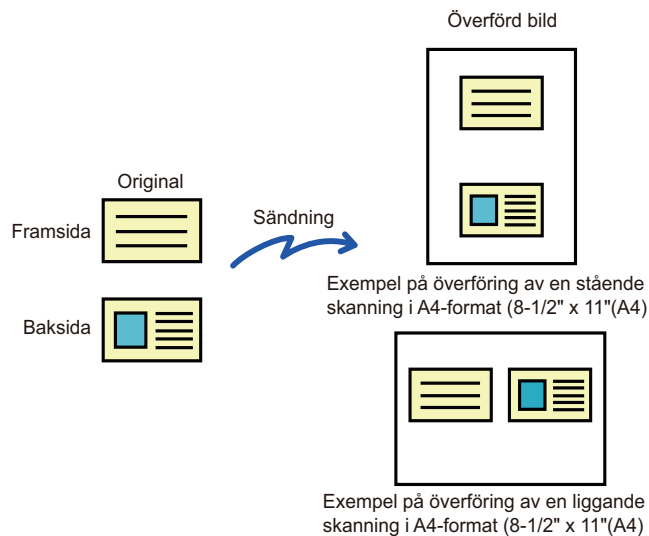 Överförd bild
Original
Framsida
Sändning
Baksida
Exempel på överföring av en stående
skanning i A4-format (8-1/2" x 11"(A4)
Exempel på överföring av en liggande
skanning i A4-format (8-1/2" x 11"(A4)